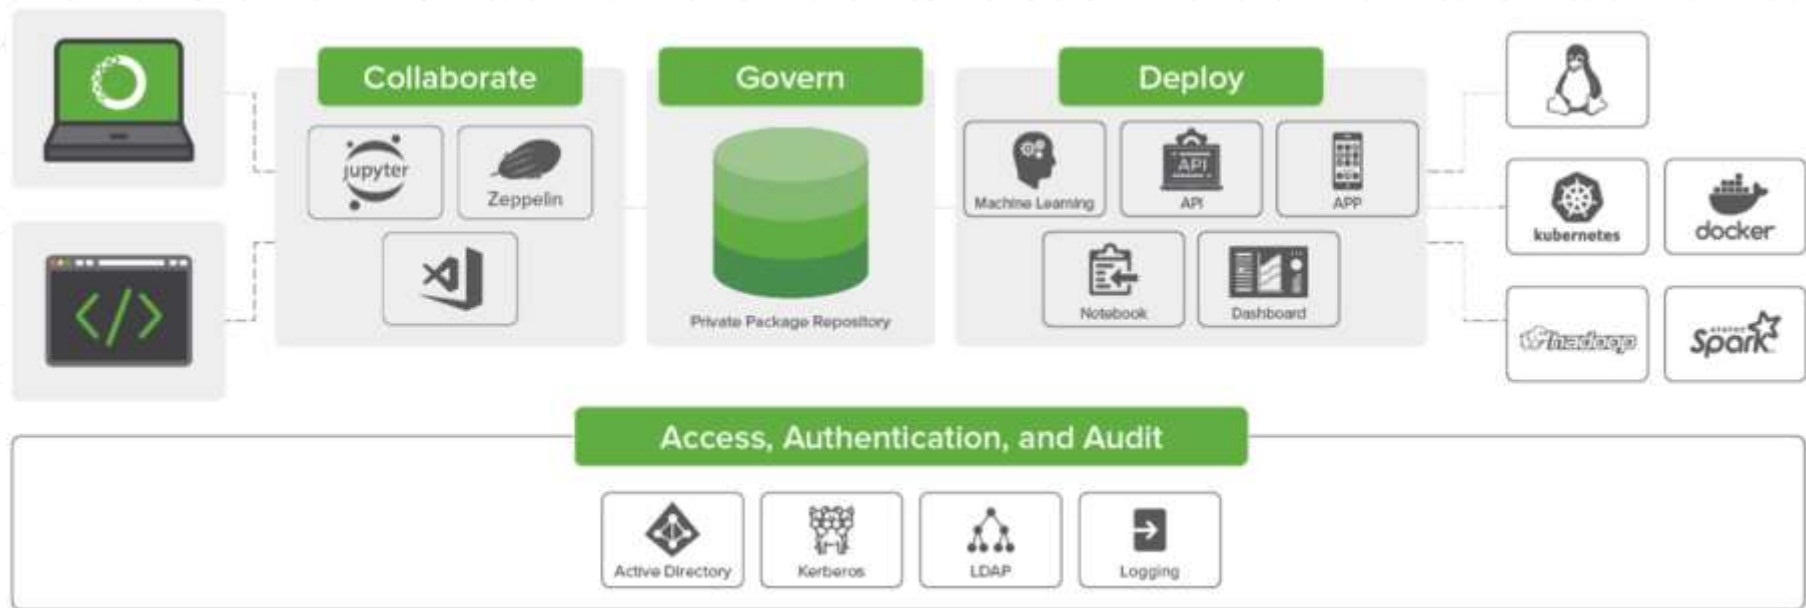 Collaborate
Govern
Deploy
jupyter
Zeppelin
Private Package Repository
Machine Learning
API
API
APP
Notebook
Dashboard
kubernetes
docker
hadoop
APACHE
Spark
Access, Authentication, and Audit
Active Directory
Kerberos
LDAP
Logging